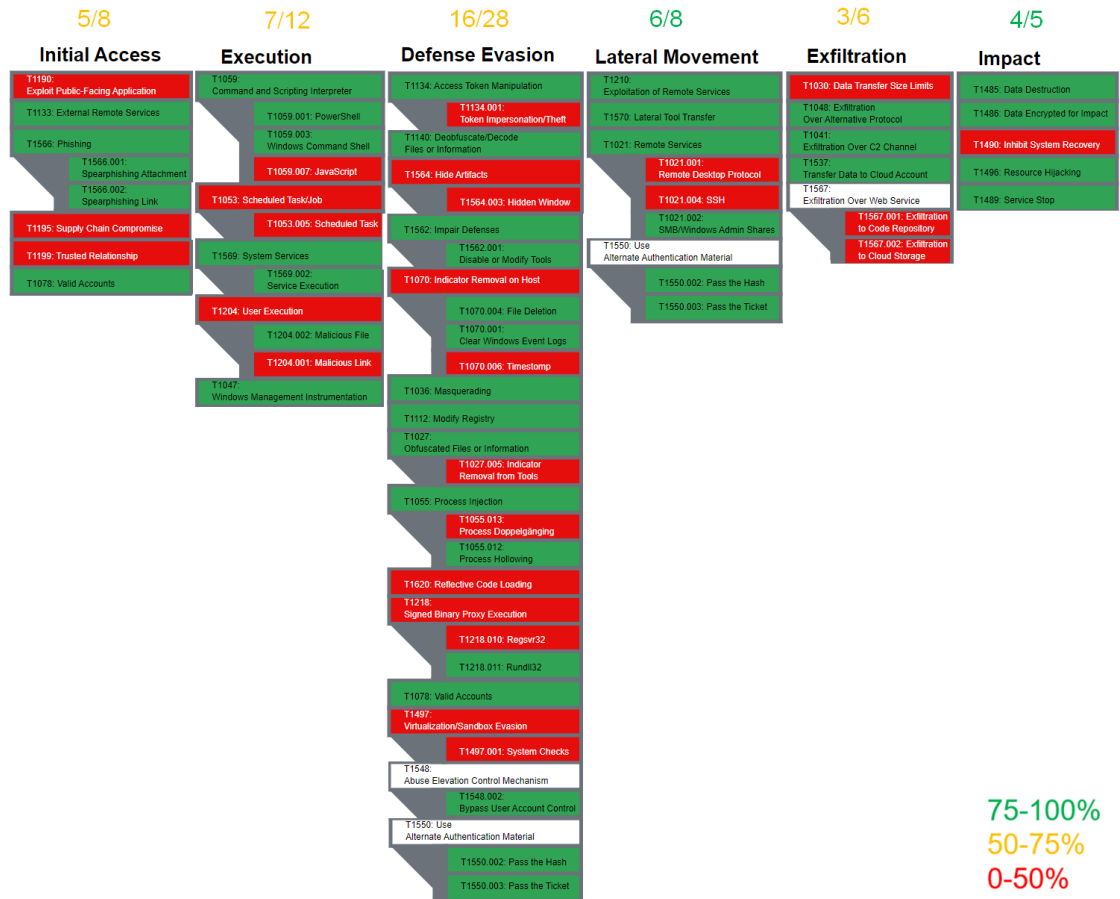 5/8
Initial Access
T1190:
Exploit Public-Facing Application
T1133: External Remote Services
T1566: Phishing
T1566.001:
Spearphishing Attachment
T1566.002:
Spearphishing Link
T1195: Supply Chain Compromise
T1199: Trusted Relationship
T1078: Valid Accounts
7/12
Execution
T1059:
Command and Scripting Interpreter
T1059.001: PowerShell
T1059.003:
Windows Command Shell
T1059.007: JavaScript
T1053: Scheduled Task/Job
T1053.005: Scheduled Task
T1569: System Services
T1569.002:
Service Execution
T1204: User Execution
T1204.002: Malicious File
T1204.001: Malicious Link
T1047:
Windows Management Instrumentation
16/28
Defense Evasion
T1134: Access Token Manipulation
T1134.001:
Token Impersonation/Theft
T1140: Deobfuscate/Decode
Files or Information
T1564: Hide Artifacts
T1564.003: Hidden Window
T1562: Impair Defenses
T1562.001:
Disable or Modify Tools
T1070: Indicator Removal on Host
T1070.004: File Deletion
T1070.001:
Clear Windows Event Logs
T1070.006: Timestomp
T1036: Masquerading
T1112: Modify Registry
T1027:
Obfuscated Files or Information
T1027.005: Indicator
Removal from Tools
T1055: Process Injection
T1055.013:
Process Doppelgänging
T1055.012:
Process Hollowing
T1620: Reflective Code Loading
T1218:
Signed Binary Proxy Execution
T1218.010: Regsvr32
T1218.011: Rundll32
T1078: Valid Accounts
T1497:
Virtualization/Sandbox Evasion
T1497.001: System Checks
T1548:
Abuse Elevation Control Mechanism
T1548.002:
Bypass User Account Control
T1550: Use
Alternate Authentication Material
T1550.002: Pass the Hash
T1550.003: Pass the Ticket
6/8
Lateral Movement
T1210:
Exploitation of Remote Services
T1570: Lateral Tool Transfer
T1021: Remote Services
T1021.001:
Remote Desktop Protocol
T1021.004: SSH
T1021.002:
SMB/Windows Admin Shares
T1550: Use
Alternate Authentication Material
T1550.002: Pass the Hash
T1550.003: Pass the Ticket
3/6
Exfiltration
T1030: Data Transfer Size Limits
T1048: Exfiltration
Over Alternative Protocol
T1041:
Exfiltration Over C2 Channel
T1537:
Transfer Data to Cloud Account
T1567:
Exfiltration Over Web Service
T1567.001: Exfiltration
to Code Repository
T1567.002: Exfiltration
to Cloud Storage
4/5
Impact
T1485: Data Destruction
T1486: Data Encrypted for Impact
T1490: Inhibit System Recovery
T1496: Resource Hijacking
T1489: Service Stop
75-100%
50-75%
0-50%